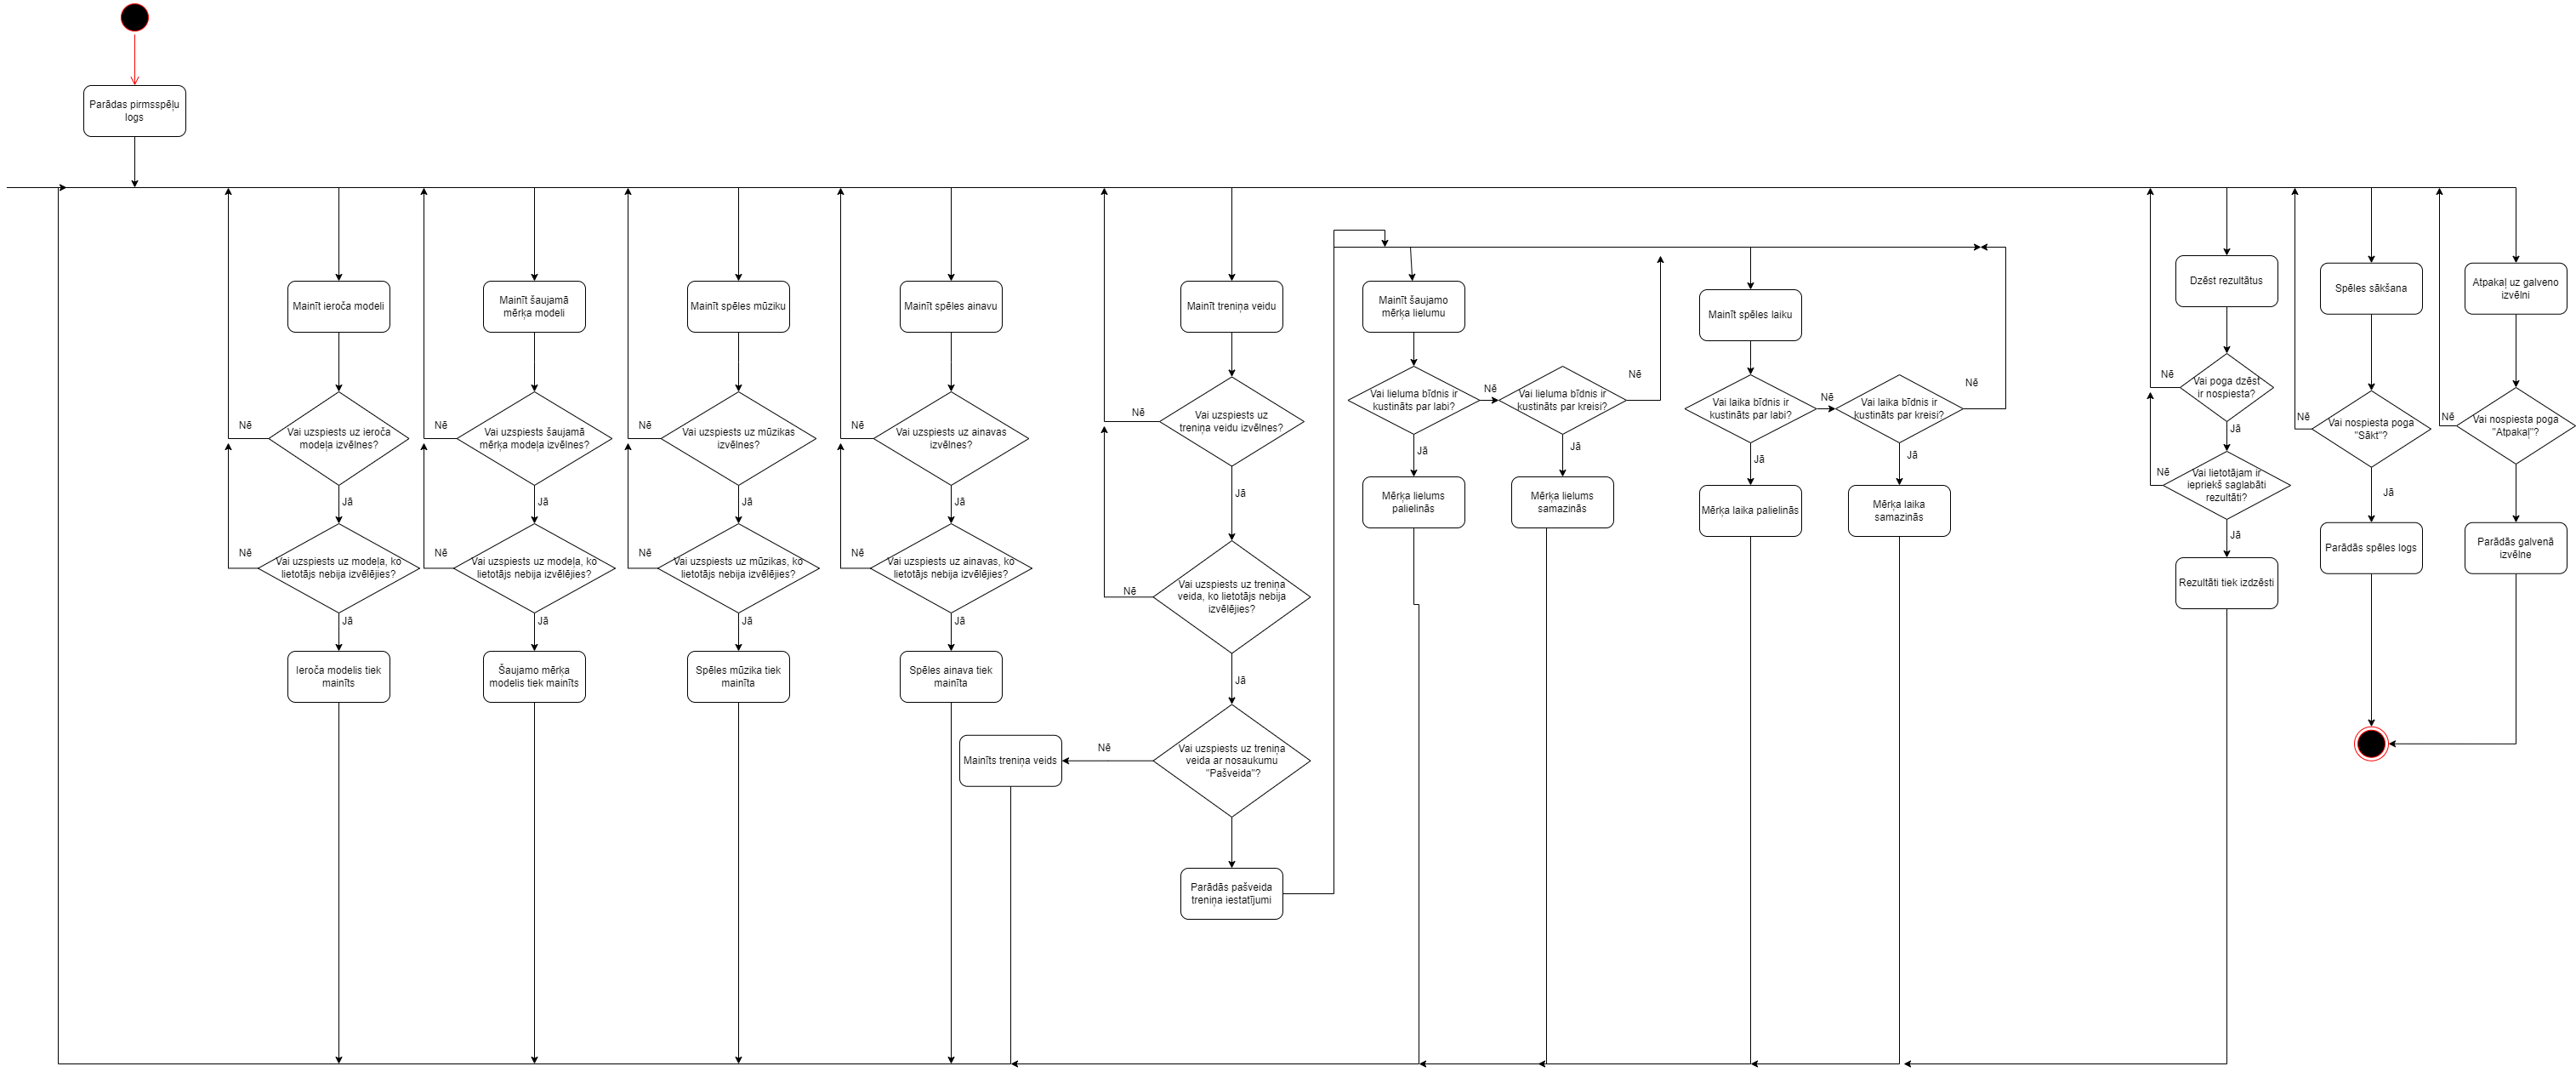 Parādas pirmsspēļu
logs
Mainīt ieroča modeli
Nē
Vai uzspiests uz ieroča
modeļa izvēlnes?
Jā
Nē
Vai uzspiests uz modeļa, ko
lietotājs nebija izvēlējies?
Jā
Ieroča modelis tiek
mainīts
Mainīt šaujamā
mērķa modeli
Nē
Vai uzspiests šaujamā
mērķa modeļa izvēlnes?
Jā
Nē
Vai uzspiests uz modeļa, ko
lietotājs nebija izvēlējies?
Jā
Šaujamo mērķa
modelis tiek mainīts
Mainīt spēles mūziku
Nē
Vai uzspiests uz mūzikas
izvēlnes?
Jā
Nē
Vai uzspiests uz mūzikas, ko
lietotājs nebija izvēlējies?
Jā
Spēles mūzika tiek
mainīta
Mainīt spēles ainavu
Nē
Vai uzspiests uz ainavas
izvēlnes?
Jā
Nē
Vai uzspiests uz ainavas, ko
lietotājs nebija izvēlējies?
Jā
Spēles ainava tiek
mainīta
Mainīt treniņa veidu
Nē
Vai uzspiests uz
treniņa veidu izvēlnes?
Jā
Nē
Vai uzspiests uz treniņa
veida, ko lietotājs nebija
izvēlējies?
Jā
Vai uzspiests uz treniņa
veida ar nosaukumu
"Pašveida"?
Nē
Mainīts treniņa veids
Parādās pašveida
treniņa iestatījumi
Mainīt šaujamo
mērķa lielumu
Vai lieluma bīdnis ir
kustināts par labi?
Nē
Jā
Mērķa lielums
palielinās
Vai lieluma bīdnis ir
kustināts par kreisi?
Nē
Jā
Mērķa lielums
samazinās
Mainīt spēles laiku
Vai laika bīdnis ir
kustināts par labi?
Nē
Jā
Mērķa laika palielinās
Vai laika bīdnis ir
kustināts par kreisi?
Nē
Jā
Mērķa laika
samazinās
Dzēst rezultātus
Nē
Vai poga dzēst
ir nospiesta?
Jā
Nē
Vai lietotājam ir
iepriekš saglabāti
rezultāti?
Jā
Rezultāti tiek izdzēsti
Spēles sākšana
Nē
Vai nospiesta poga
"Sākt"?
Jā
Parādās spēles logs
Atpakaļ uz galveno
izvēlni
Nē
Vai nospiesta poga
"Atpakaļ"?
Parādās galvenā
izvēlne